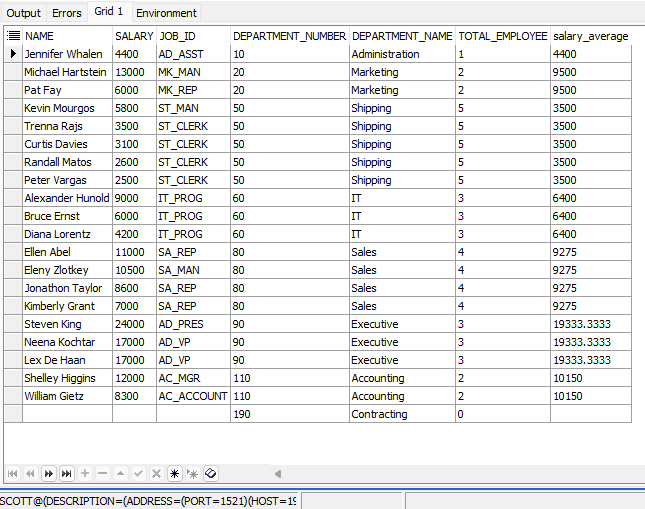 Output Errors Grid 1 Environment
NAME SALARY JOB_ID DEPARTMENT_NUMBER DEPARTMENT_NAME TOTAL_EMPLOYEE salary_average
Jennifer Whalen 4400 AD_ASST 10 Administration 1 4400
Michael Hartstein 13000 MK_MAN 20 Marketing 2 9500
Pat Fay 6000 MK_REP 20 Marketing 2 9500
Kevin Mourgos 5800 ST_MAN 50 Shipping 5 3500
Trenna Rajs 3500 ST_CLERK 50 Shipping 5 3500
Curtis Davies 3100 ST_CLERK 50 Shipping 5 3500
Randall Matos 2600 ST_CLERK 50 Shipping 5 3500
Peter Vargas 2500 ST_CLERK 50 Shipping 5 3500
Alexander Hunold 9000 IT_PROG 60 IT 3 6400
Bruce Ernst 6000 IT_PROG 60 IT 3 6400
Diana Lorentz 4200 IT_PROG 60 IT 3 6400
Ellen Abel 11000 SA_REP 80 Sales 4 9275
Eleny Zlotkey 10500 SA_MAN 80 Sales 4 9275
Jonathon Taylor 8600 SA_REP 80 Sales 4 9275
Kimberly Grant 7000 SA_REP 80 Sales 4 9275
Steven King 24000 AD_PRES 90 Executive 3 19333.3333
Neena Kochtar 17000 AD_VP 90 Executive 3 19333.3333
Lex De Haan 17000 AD_VP 90 Executive 3 19333.3333
Shelley Higgins 12000 AC_MGR 110 Accounting 2 10150
William Gietz 8300 AC_ACCOUNT 110 Accounting 2 10150
190 Contracting 0
SCOTT@(DESCRIPTION=(ADDRESS=(PORT=1521)(HOST=19